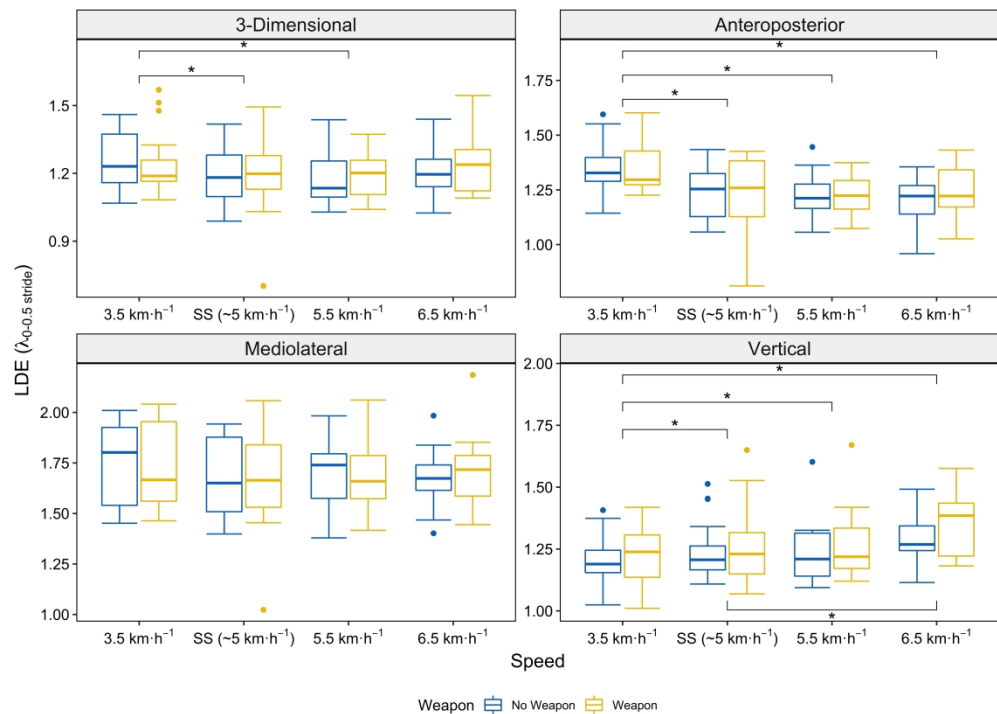 3-Dimensional
Anteroposterior
*
*
1.5
1.2
0.9
3.5 km·h⁻¹ SS (~5 km·h⁻¹) 5.5 km·h⁻¹ 6.5 km·h⁻¹
*
*
*
1.75
1.50
1.25
1.00
3.5 km·h⁻¹ SS (~5 km·h⁻¹) 5.5 km·h⁻¹ 6.5 km·h⁻¹
LDE (λ0-0.5 stride)
Mediolateral
Vertical
2.00
1.75
1.50
1.25
1.00
3.5 km·h⁻¹ SS (~5 km·h⁻¹) 5.5 km·h⁻¹ 6.5 km·h⁻¹
*
*
*
*
2.00
1.75
1.50
1.25
1.00
3.5 km·h⁻¹ SS (~5 km·h⁻¹) 5.5 km·h⁻¹ 6.5 km·h⁻¹
Speed
Weapon No Weapon Weapon